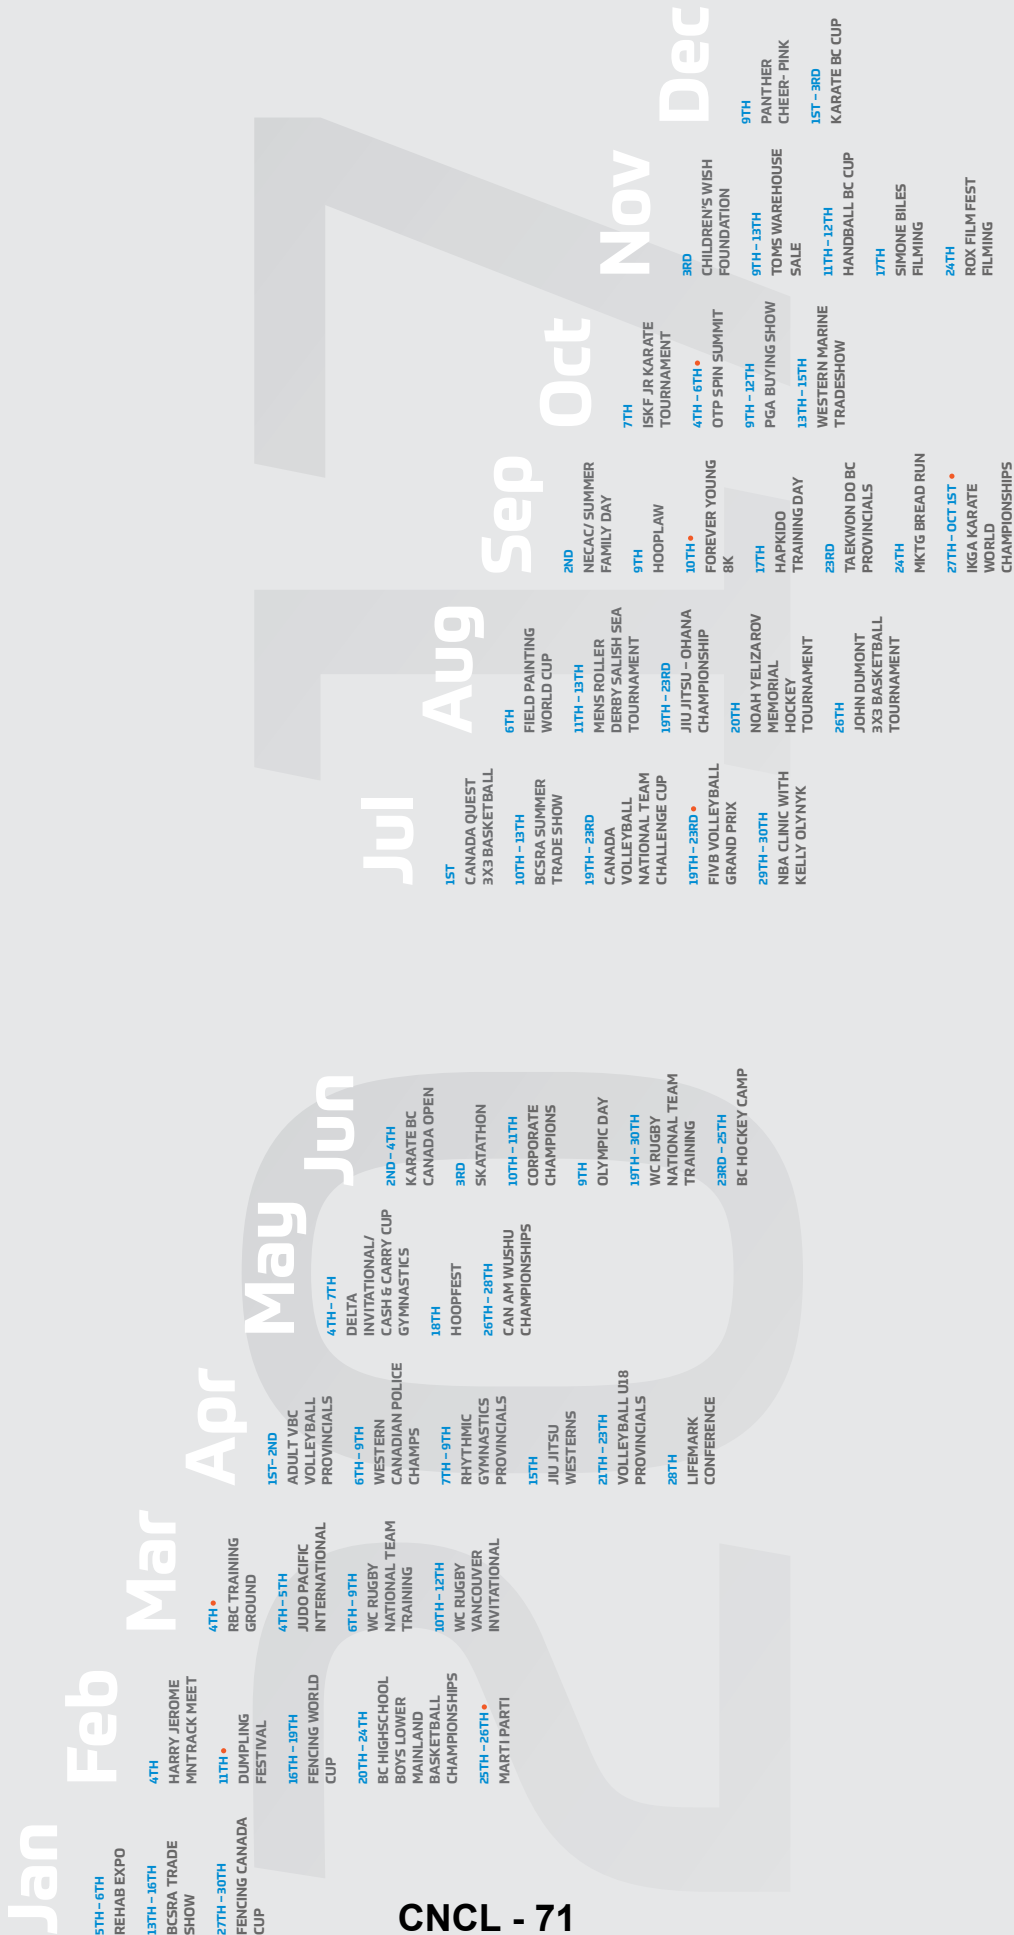 2017
Jan
5TH – 6TH
REHAB EXPO
13TH – 16TH
BCSRA TRADE
SHOW
27TH – 30TH
FENCING CANADA
CUP
Feb
4TH
HARRY JEROME
MNTRACK MEET
11TH •
DUMPLING
FESTIVAL
16TH – 19TH
FENCING WORLD
CUP
20TH – 24TH
BC HIGHSCHOOL
BOYS LOWER
MAINLAND
BASKETBALL
CHAMPIONSHIPS
25TH – 26TH •
MARTI PARTI
Mar
4TH •
RBC TRAINING
GROUND
4TH – 5TH
JUDO PACIFIC
INTERNATIONAL
6TH – 9TH
WC RUGBY
NATIONAL TEAM
TRAINING
10TH – 12TH
WC RUGBY
VANCOUVER
INVITATIONAL
Apr
1ST– 2ND
ADULT VBC
VOLLEYBALL
PROVINCIALS
6TH – 9TH
WESTERN
CANADIAN POLICE
CHAMPS
7TH – 9TH
RHYTHMIC
GYMNASTICS
PROVINCIALS
15TH
JIU JITSU
WESTERNS
21TH – 23TH
VOLLEYBALL U18
PROVINCIALS
28TH
LIFEMARK
CONFERENCE
May
4TH – 7TH
DELTA
INVITATIONAL/
CASH & CARRY CUP
GYMNASTICS
18TH
HOOPFEST
26TH – 28TH
CAN AM WUSHU
CHAMPIONSHIPS
Jun
2ND – 4TH
KARATE BC
CANADA OPEN
3RD
SKATATHON
10TH – 11TH
CORPORATE
CHAMPIONS
9TH
OLYMPIC DAY
19TH – 30TH
WC RUGBY
NATIONAL TEAM
TRAINING
23RD – 25TH
BC HOCKEY CAMP
Jul
1ST
CANADA QUEST
3X3 BASKETBALL
10TH – 13TH
BCSRA SUMMER
TRADE SHOW
19TH – 23RD
CANADA
VOLLEYBALL
NATIONAL TEAM
CHALLENGE CUP
19TH – 23RD •
FIVB VOLLEYBALL
GRAND PRIX
29TH – 30TH
NBA CLINIC WITH
KELLY OLYNYK
Aug
6TH
FIELD PAINTING
WORLD CUP
11TH – 13TH
MENS ROLLER
DERBY SALISH SEA
TOURNAMENT
19TH – 23RD
JIU JITSU – OHANA
CHAMPIONSHIP
20TH
NOAH YELIZAROV
MEMORIAL
HOCKEY
TOURNAMENT
26TH
JOHN DUMONT
3X3 BASKETBALL
TOURNAMENT
Sep
2ND
NECAC/ SUMMER
FAMILY DAY
9TH
HOOPLAW
10TH •
FOREVER YOUNG
8K
17TH
HAPKIDO
TRAINING DAY
23RD
TAEKWON DO BC
PROVINCIALS
24TH
MKTG BREAD RUN
27TH – OCT 1ST •
IKGA KARATE
WORLD
CHAMPIONSHIPS
Oct
7TH
ISKF JR KARATE
TOURNAMENT
4TH – 6TH •
OTP SPIN SUMMIT
9TH – 12TH
PGA BUYING SHOW
13TH – 15TH
WESTERN MARINE
TRADESHOW
Nov
3RD
CHILDREN'S WISH
FOUNDATION
9TH – 13TH
TOMS WAREHOUSE
SALE
11TH – 12TH
HANDBALL BC CUP
17TH
SIMONE BILES
FILMING
24TH
ROX FILM FEST
FILMING
Dec
9TH
PANTHER
CHEER- PINK
1ST – 3RD
KARATE BC CUP
CNCL - 71